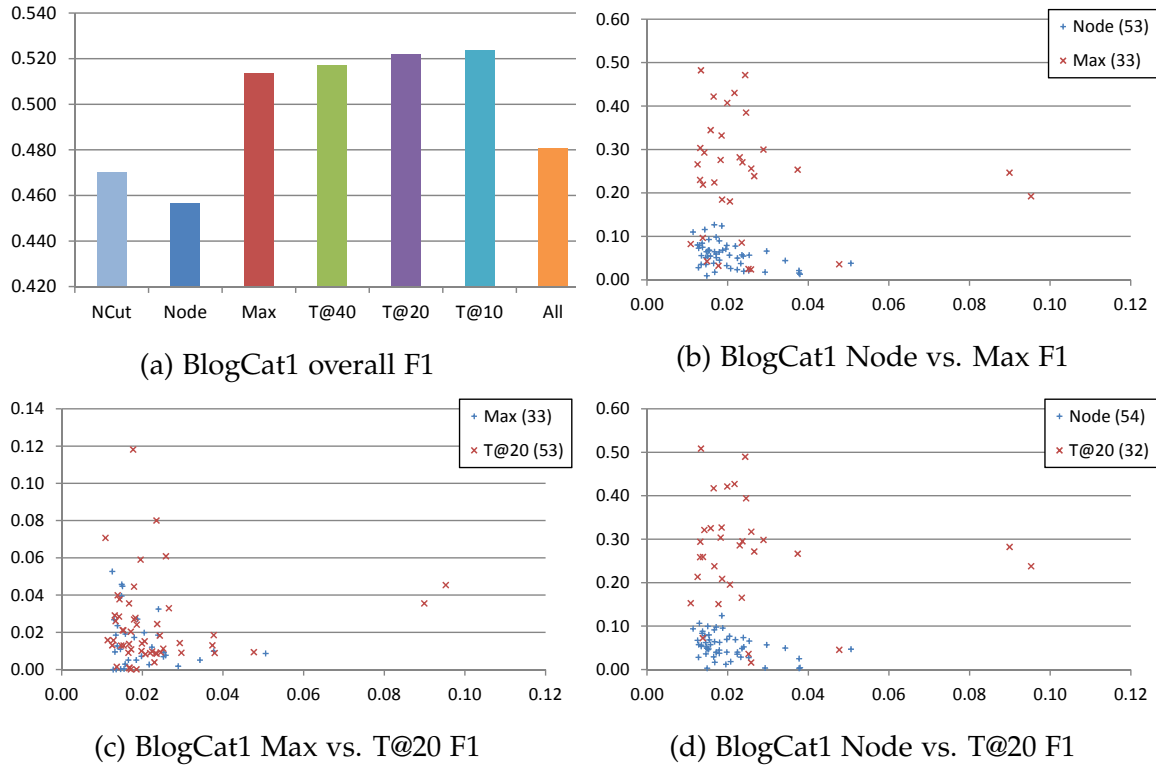 0.540
0.520
0.500
0.480
0.460
0.440
0.420
NCut Node Max T@40 T@20 T@10 All
(a) BlogCat1 overall F1
0.60
0.50
0.40
0.30
0.20
0.10
0.00
0.00 0.02 0.04 0.06 0.08 0.10 0.12
Node (53)
Max (33)
(b) BlogCat1 Node vs. Max F1
0.14
0.12
0.10
0.08
0.06
0.04
0.02
0.00
0.00 0.02 0.04 0.06 0.08 0.10 0.12
Max (33)
T@20 (53)
(c) BlogCat1 Max vs. T@20 F1
0.60
0.50
0.40
0.30
0.20
0.10
0.00
0.00 0.02 0.04 0.06 0.08 0.10 0.12
Node (54)
T@20 (32)
(d) BlogCat1 Node vs. T@20 F1